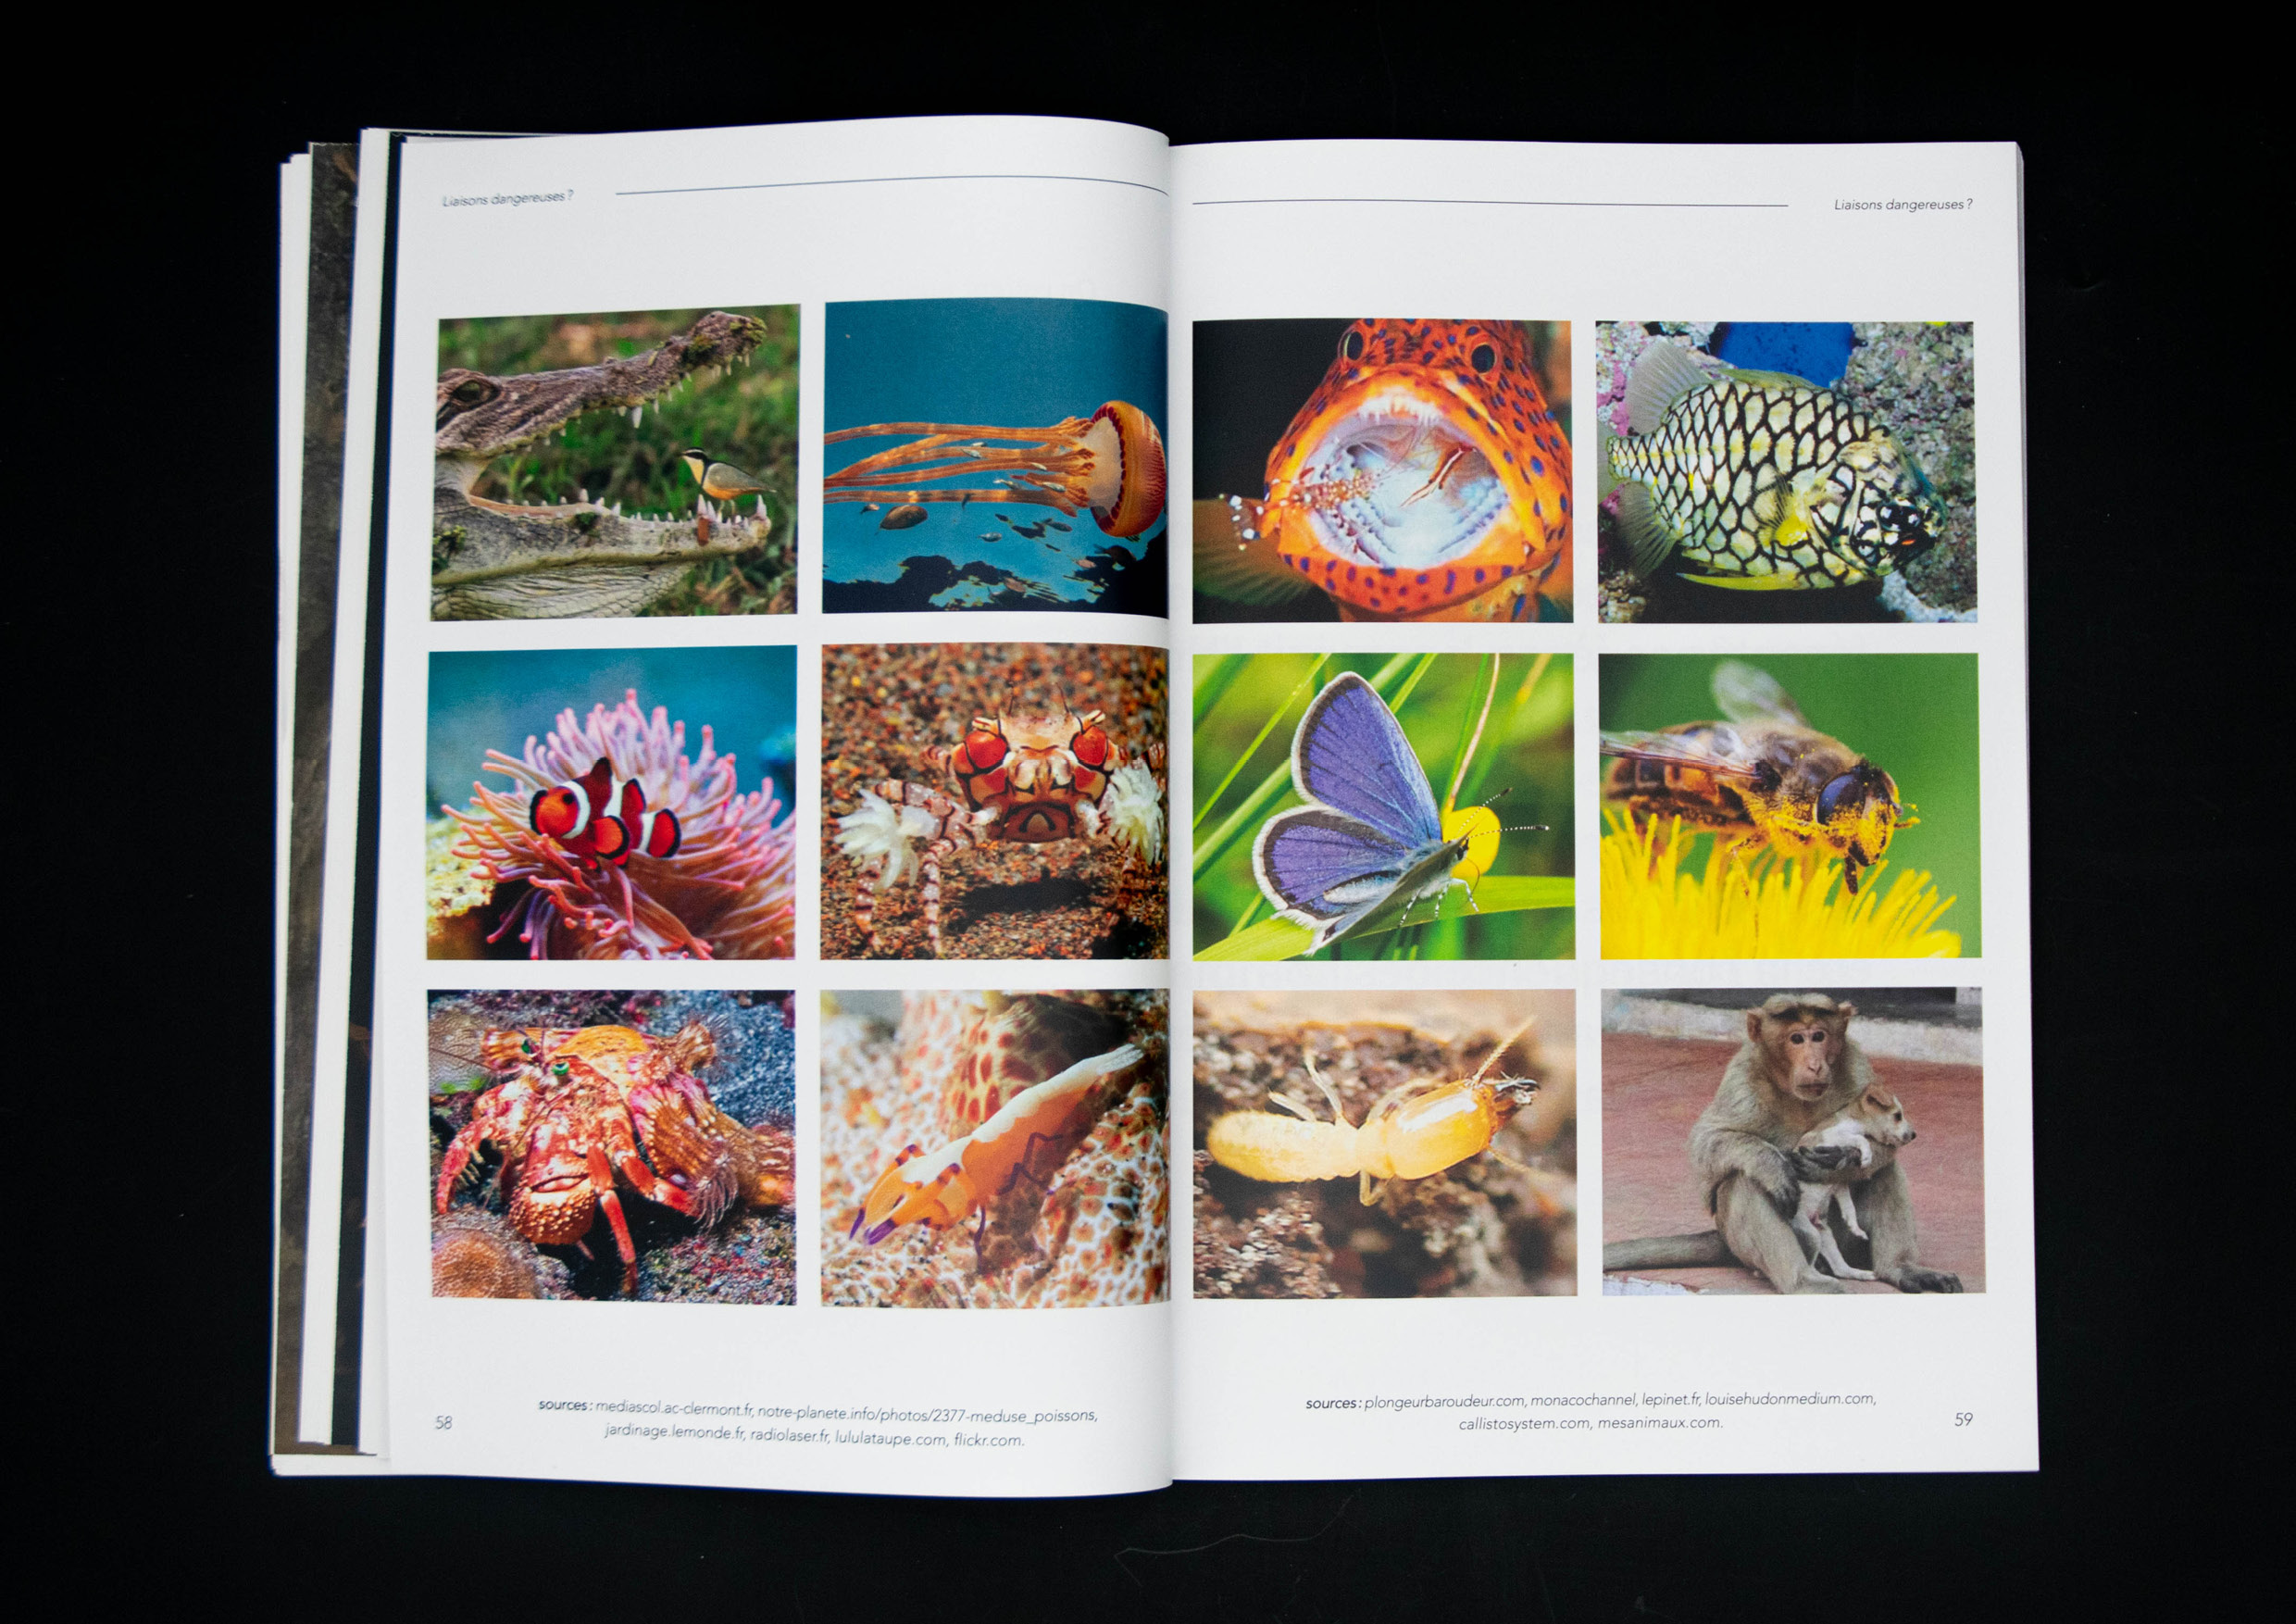 Liaisons dangereuses ?
Liaisons dangereuses ?
sources : mediascol.ac-clermont.fr, notre-planete.info/photos/2377-meduse_poissons,
jardinage.lemonde.fr, radiolaser.fr, lululataupe.com, flickr.com.
58
sources : plongeurbaroudeur.com, monacochannel, lepinet.fr, louisehudonmedium.com,
callistosystem.com, mesanimaux.com.
59